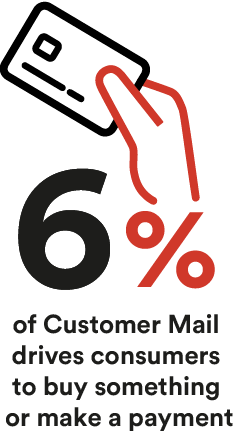 6%
of Customer Mail
drives consumers
to buy something
or make a payment